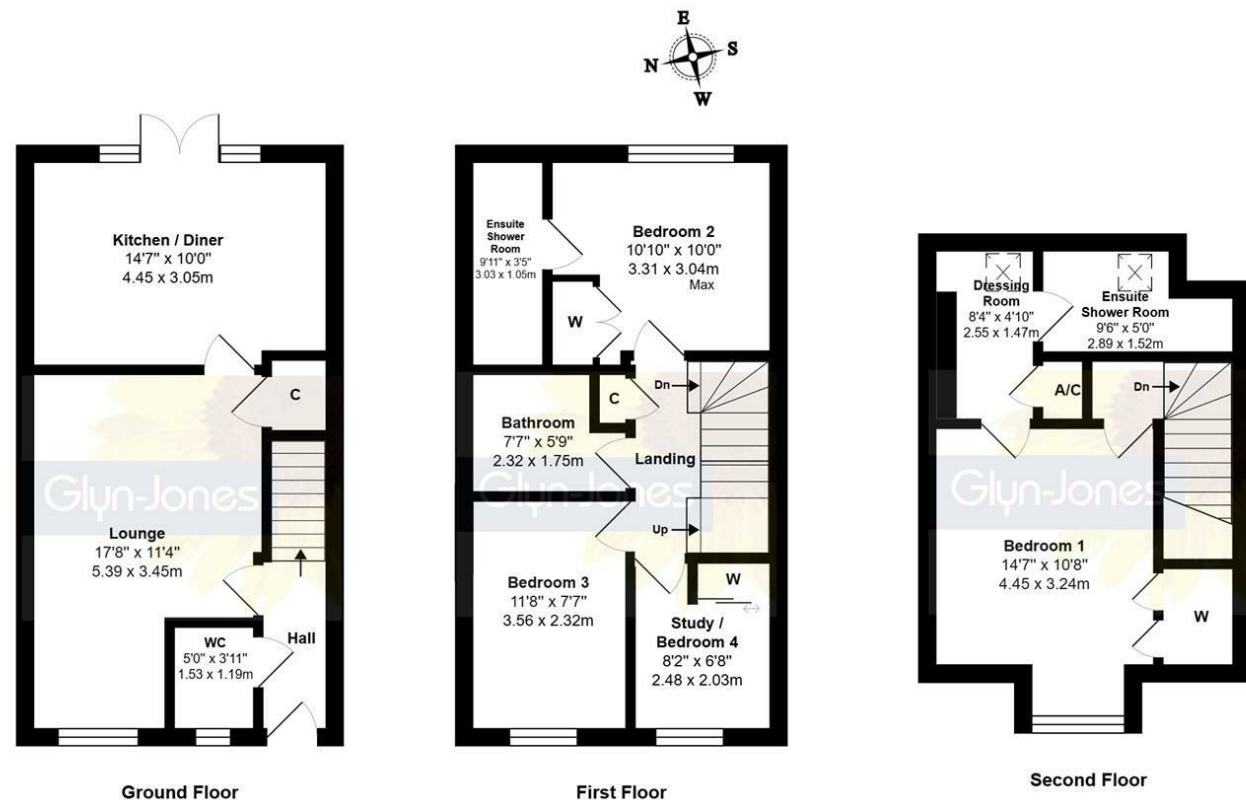 E
N
S
W
Kitchen / Diner
14'7" x 10'0"
4.45 x 3.05m
C
Glyn-Jones
Lounge
17'8" x 11'4"
5.39 x 3.45m
WC
5'0" x 3'11"
1.53 x 1.19m
Hall
Ground Floor
Ensuite
Shower
Room
9'11" x 3'5"
3.03 x 1.05m
Bedroom 2
10'10" x 10'0"
3.31 x 3.04m
Max
W
Dn
C
Bathroom
7'7" x 5'9"
2.32 x 1.75m
Landing
Glyn-Jones
Up
Bedroom 3
11'8" x 7'7"
3.56 x 2.32m
W
Study /
Bedroom 4
8'2" x 6'8"
2.48 x 2.03m
First Floor
Dressing
Room
8'4" x 4'10"
2.55 x 1.47m
Ensuite
Shower Room
9'6" x 5'0"
2.89 x 1.52m
A/C
Dn
Glyn-Jones
Bedroom 1
14'7" x 10'8"
4.45 x 3.24m
W
Second Floor